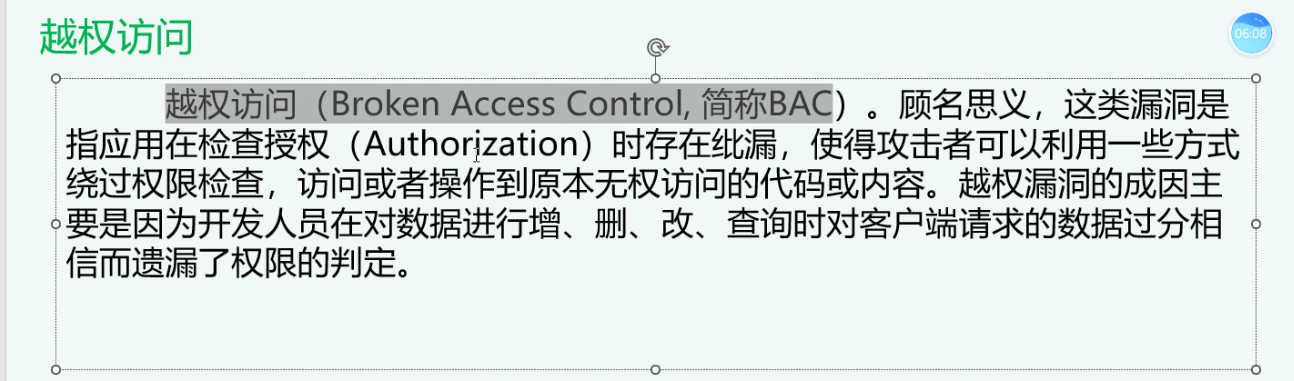 越权访问
06:08
越权访问（Broken Access Control, 简称BAC）。顾名思义，这类漏洞是
指应用在检查授权（Authorization）时存在纰漏，使得攻击者可以利用一些方式
绕过权限检查，访问或者操作到原本无权访问的代码或内容。越权漏洞的成因主
要是因为开发人员在对数据进行增、删、改、查询时对客户端请求的数据过分相
信而遗漏了权限的判定。